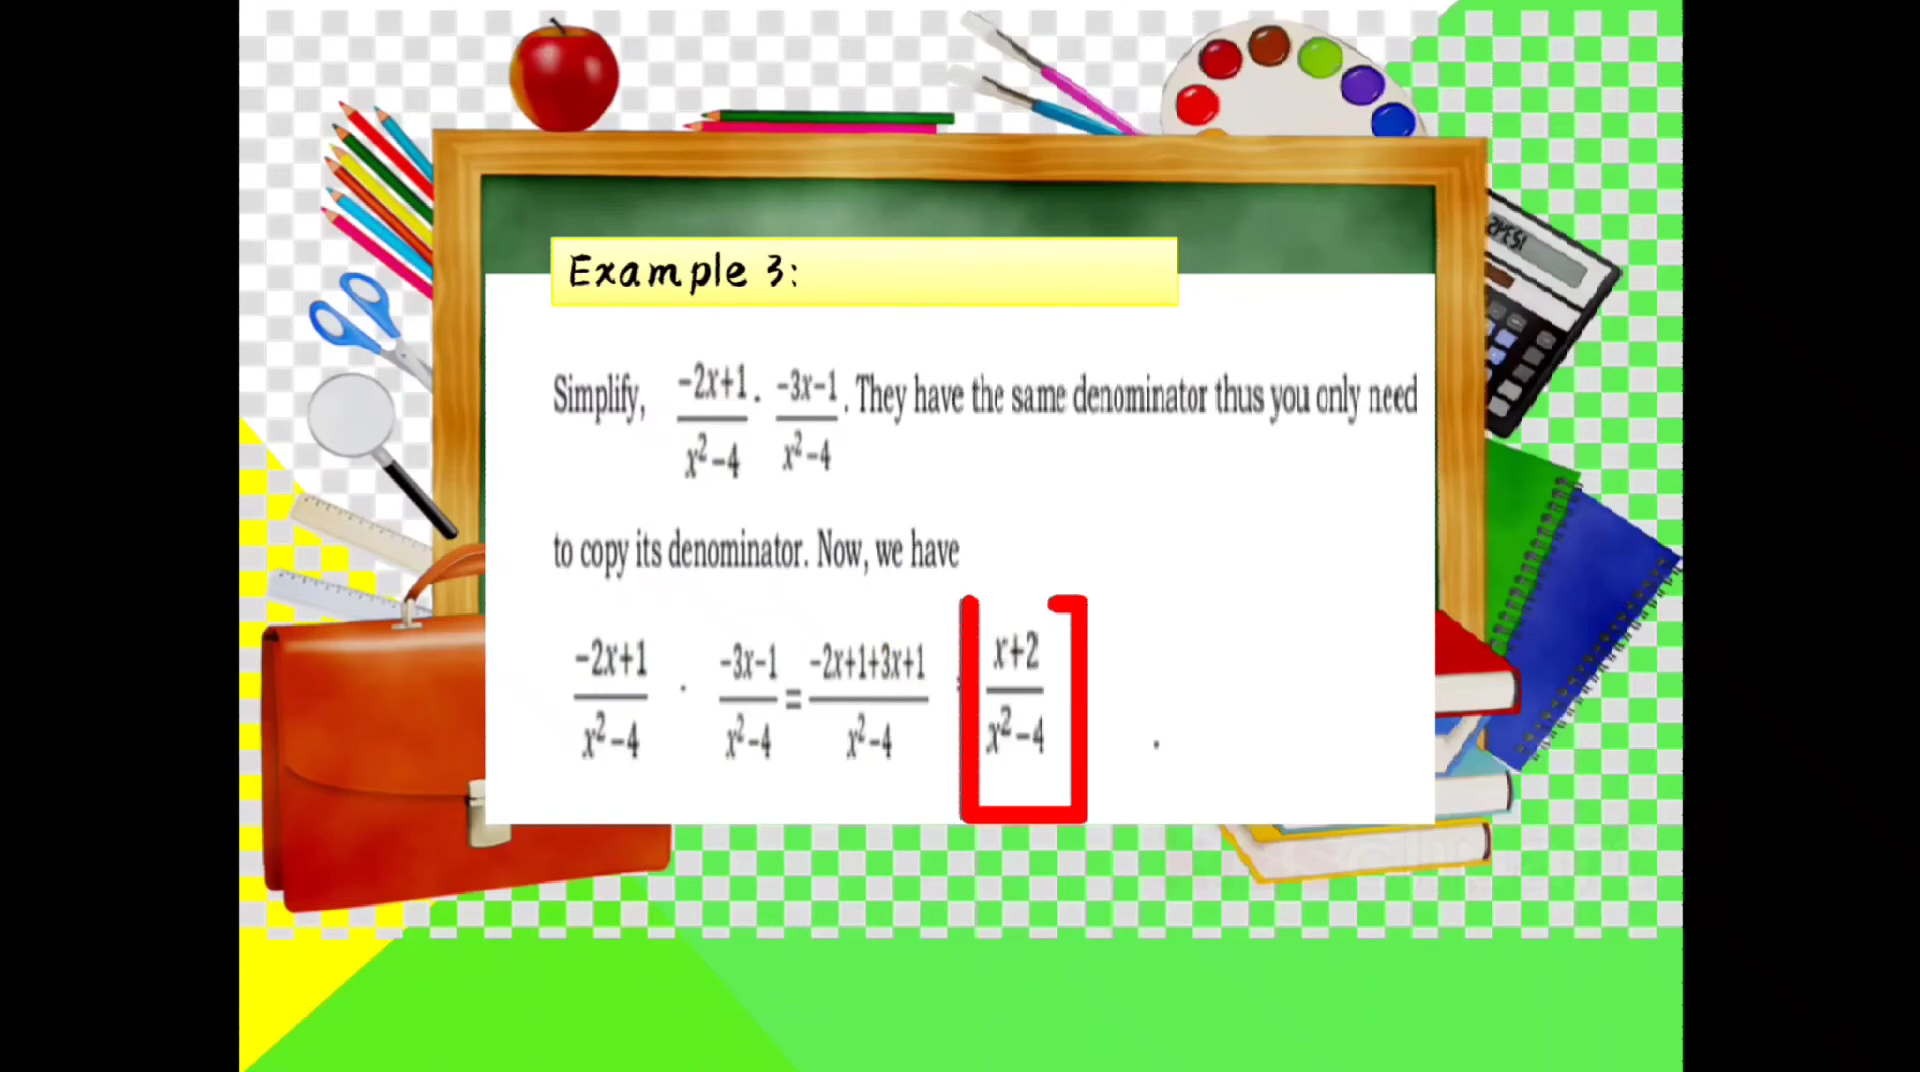 Example 3:
Simplify, -2x+1/x²-4 . -3x-1/x²-4 . They have the same denominator thus you only need
to copy its denominator. Now, we have
-2x+1/x²-4 . -3x-1/x²-4 = -2x+1+3x+1/x²-4 x+2/x²-4 .